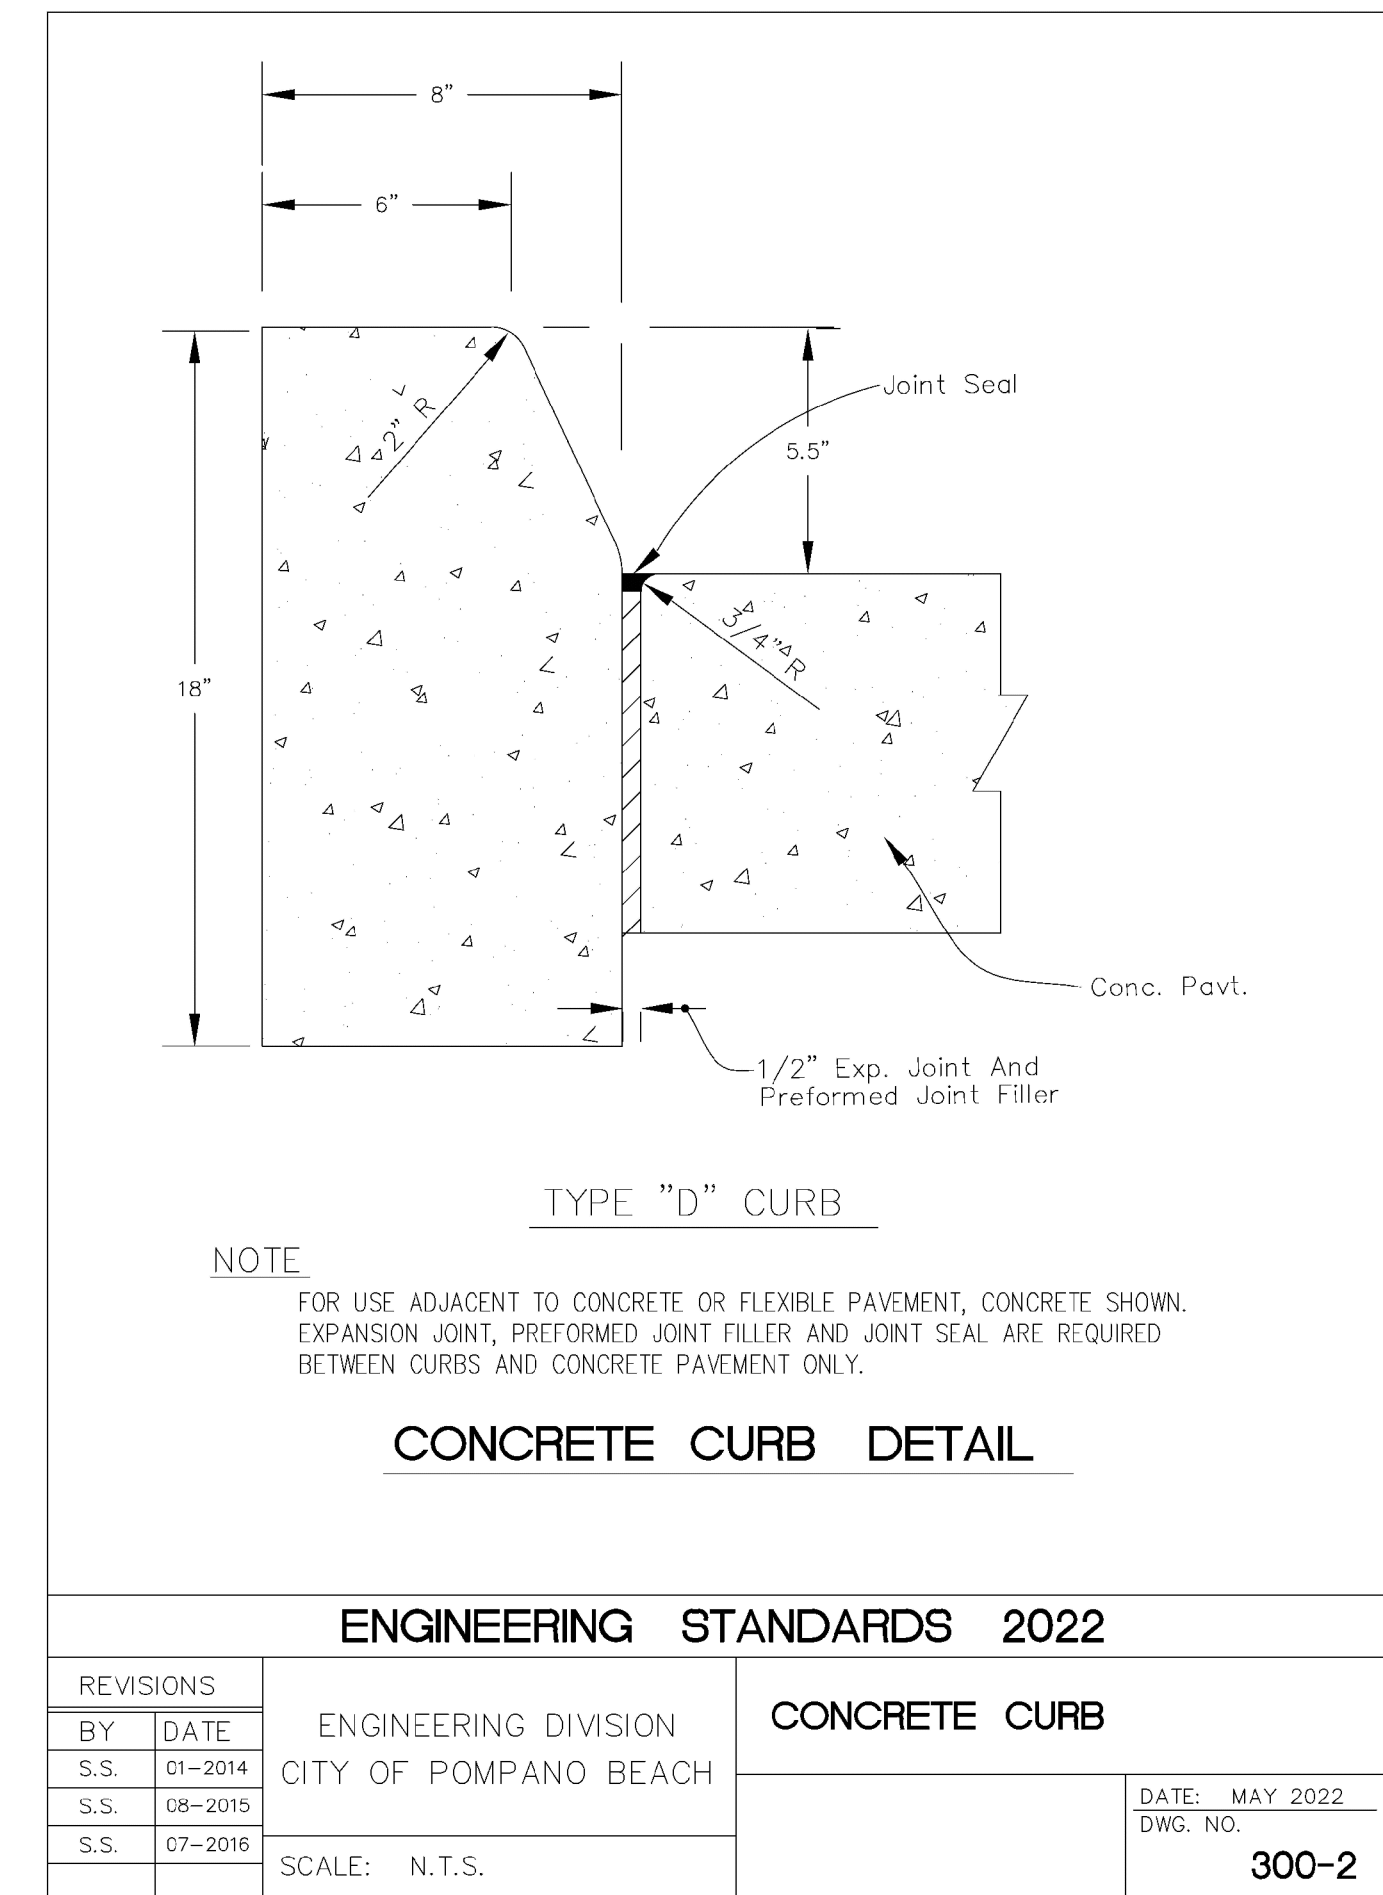 8”
6”
Joint Seal
2” R
5.5”
3/4” R
18”
Conc. Pavt.
1/2” Exp. Joint And
Preformed Joint Filler
TYPE ”D” CURB
NOTE
FOR USE ADJACENT TO CONCRETE OR FLEXIBLE PAVEMENT, CONCRETE SHOWN.
EXPANSION JOINT, PREFORMED JOINT FILLER AND JOINT SEAL ARE REQUIRED
BETWEEN CURBS AND CONCRETE PAVEMENT ONLY.
CONCRETE CURB DETAIL
ENGINEERING STANDARDS 2022
REVISIONS
BY DATE
S.S. 01-2014
S.S. 08-2015
S.S. 07-2016
ENGINEERING DIVISION
CITY OF POMPANO BEACH
SCALE: N.T.S.
CONCRETE CURB
DATE: MAY 2022
DWG. NO.
300-2